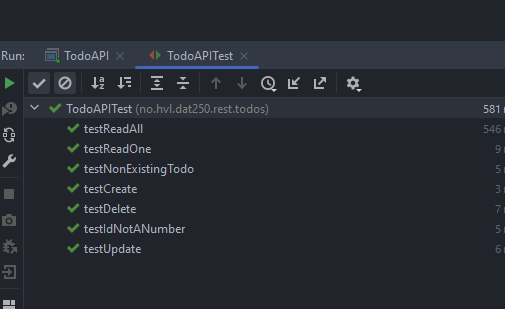 Run: TodoAPI × TodoAPITest ×
TodoAPITest (no.hvl.dat250.rest.todos) 581
testReadAll 546
testReadOne 9
testNonExistingTodo 5
testCreate 3
testDelete 7
testIdNotANumber 5
testUpdate 6